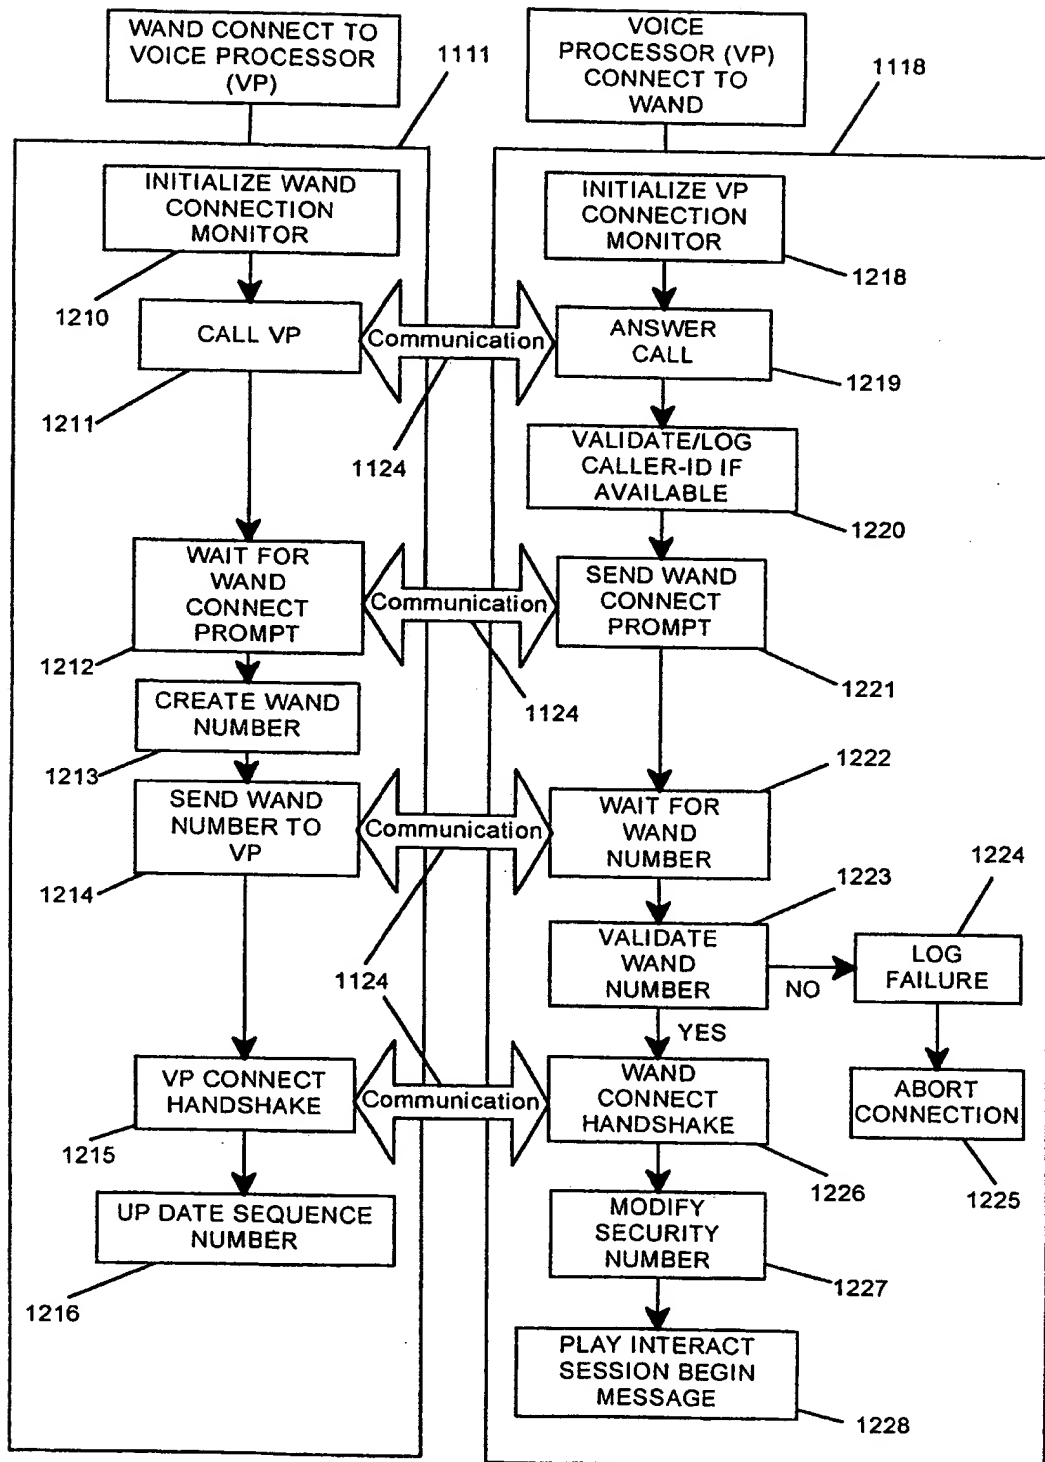 WAND CONNECT TO
VOICE PROCESSOR
(VP)
1111
VOICE
PROCESSOR (VP)
CONNECT TO
WAND
1118
INITIALIZE WAND
CONNECTION
MONITOR
1210
CALL VP
1211
Communication
1124
INITIALIZE VP
CONNECTION
MONITOR
1218
ANSWER
CALL
1219
VALIDATE/LOG
CALLER-ID IF
AVAILABLE
1220
WAIT FOR
WAND
CONNECT
PROMPT
1212
Communication
1124
SEND WAND
CONNECT
PROMPT
1221
CREATE WAND
NUMBER
1213
SEND WAND
NUMBER TO
VP
1214
Communication
1124
WAIT FOR
WAND
NUMBER
1222
VALIDATE
WAND
NUMBER
1223
NO
LOG
FAILURE
1224
YES
ABORT
CONNECTION
1225
VP CONNECT
HANDSHAKE
1215
Communication
WAND
CONNECT
HANDSHAKE
1226
UP DATE SEQUENCE
NUMBER
1216
MODIFY
SECURITY
NUMBER
1227
PLAY INTERACT
SESSION BEGIN
MESSAGE
1228